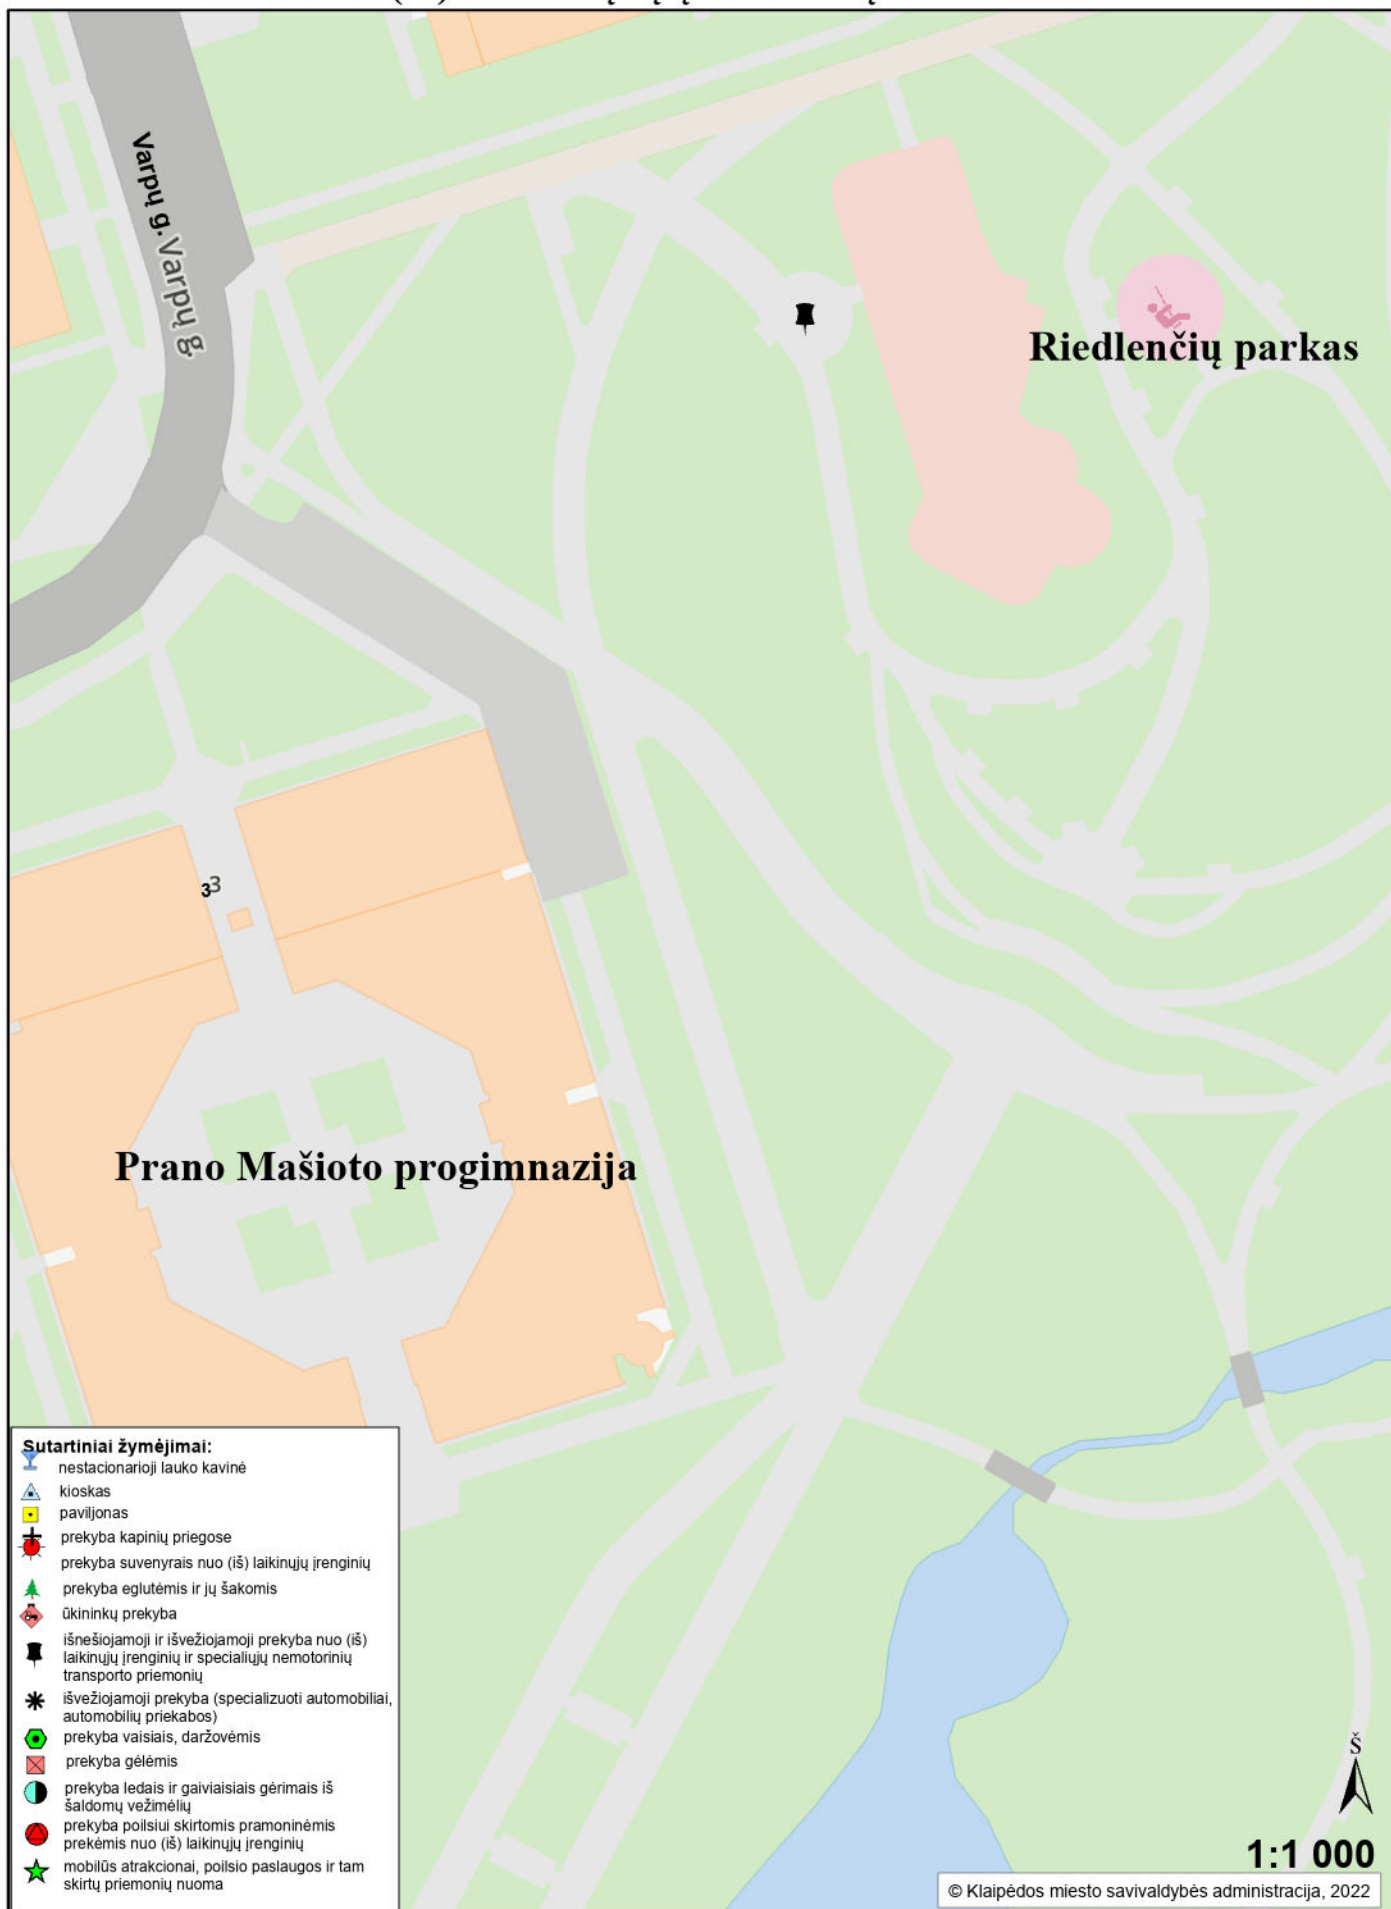 Varpų g.
Varpų g.
Riedlenčių parkas
3
3
Prano Mašioto progimnazija
Sutartiniai žymėjimai:
nestacionarioji lauko kavinė
kioskas
paviljonas
prekyba kapinių priegose
prekyba suvenyrais nuo (iš) laikinųjų įrenginių
prekyba eglutėmis ir jų šakomis
ūkininkų prekyba
išnešiojamoji ir išvežiojamoji prekyba nuo (iš)
laikinųjų įrenginių ir specialiųjų nemotorinių
transporto priemonių
išvežiojamoji prekyba (specializuoti automobiliai,
automobilių priekabos)
prekyba vaisiais, daržovėmis
prekyba gėlėmis
prekyba ledais ir gaiviaisiais gėrimais iš
šaldomų vežimėlių
prekyba poilsiui skirtomis pramoninėmis
prekėmis nuo (iš) laikinųjų įrenginių
mobilūs atrakcionai, poilsio paslaugos ir tam
skirtų priemonių nuoma
Š
1:1 000
© Klaipėdos miesto savivaldybės administracija, 2022